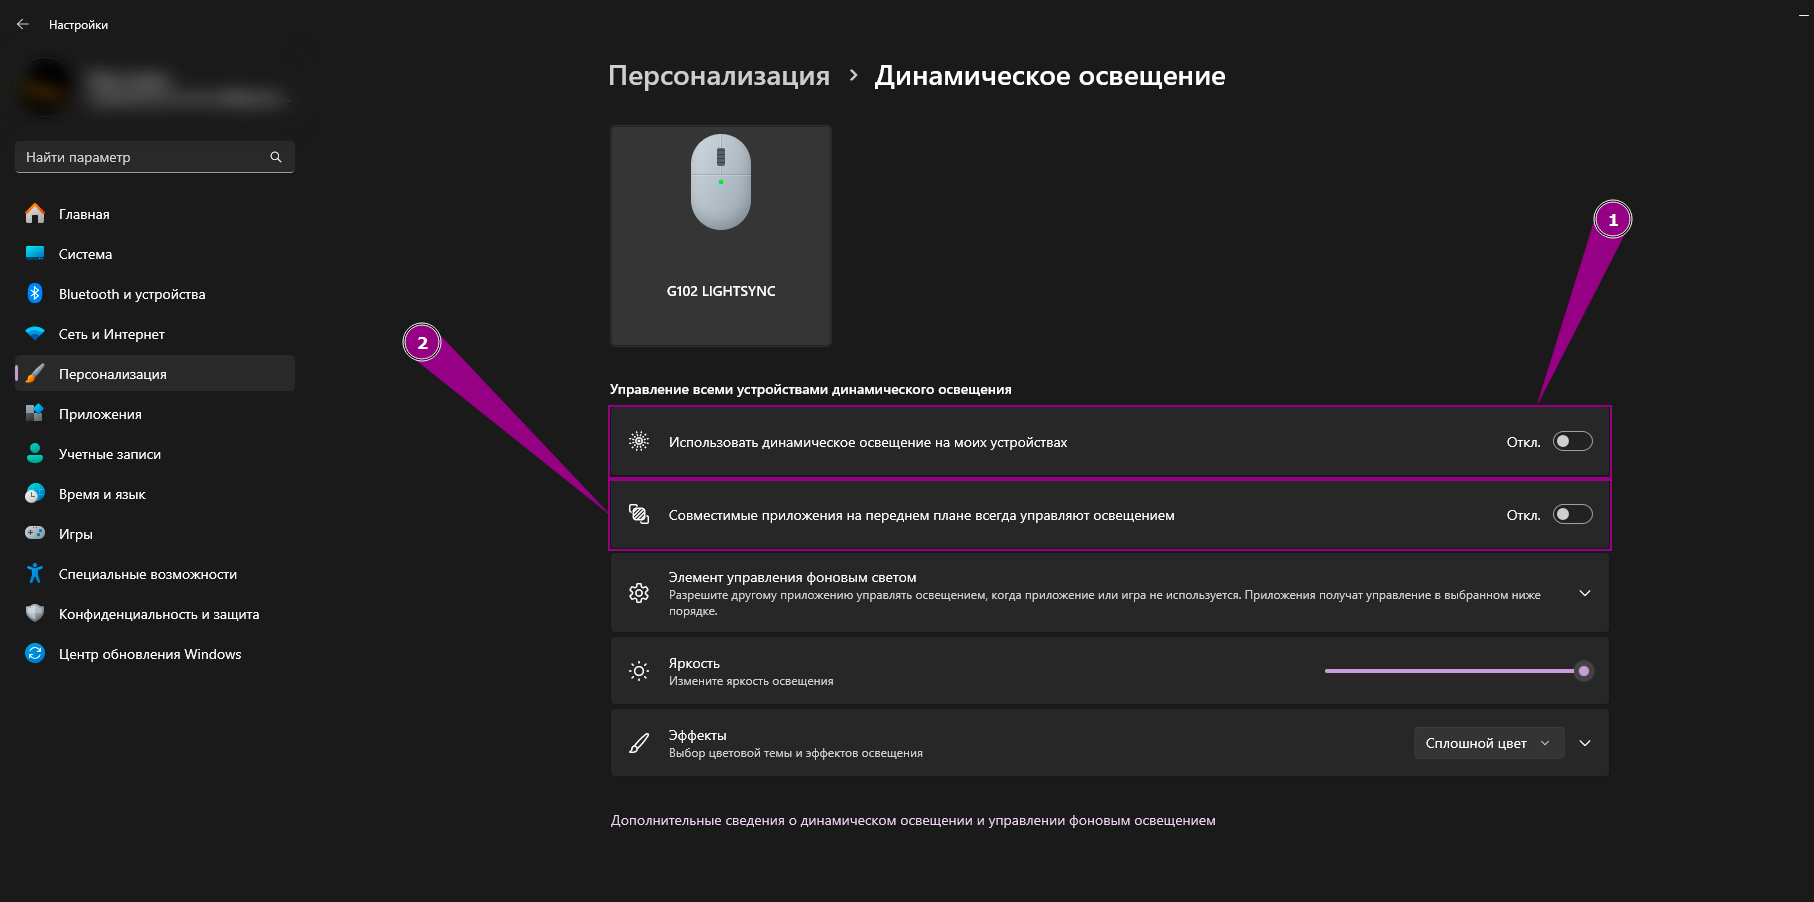 Настройки
Найти параметр
Главная
Система
Bluetooth и устройства
Сеть и Интернет
Персонализация
Приложения
Учетные записи
Время и язык
Игры
Специальные возможности
Конфиденциальность и защита
Центр обновления Windows
Персонализация > Динамическое освещение
G102 LIGHTSYNC
1
2
Управление всеми устройствами динамического освещения
Использовать динамическое освещение на моих устройствах Откл.
Совместимые приложения на переднем плане всегда управляют освещением Откл.
Элемент управления фоновым светом
Разрешите другому приложению управлять освещением, когда приложение или игра не используется. Приложения получат управление в выбранном ниже
порядке.
Яркость
Измените яркость освещения
Эффекты
Выбор цветовой темы и эффектов освещения
Сплошной цвет
Дополнительные сведения о динамическом освещении и управлении фоновым освещением